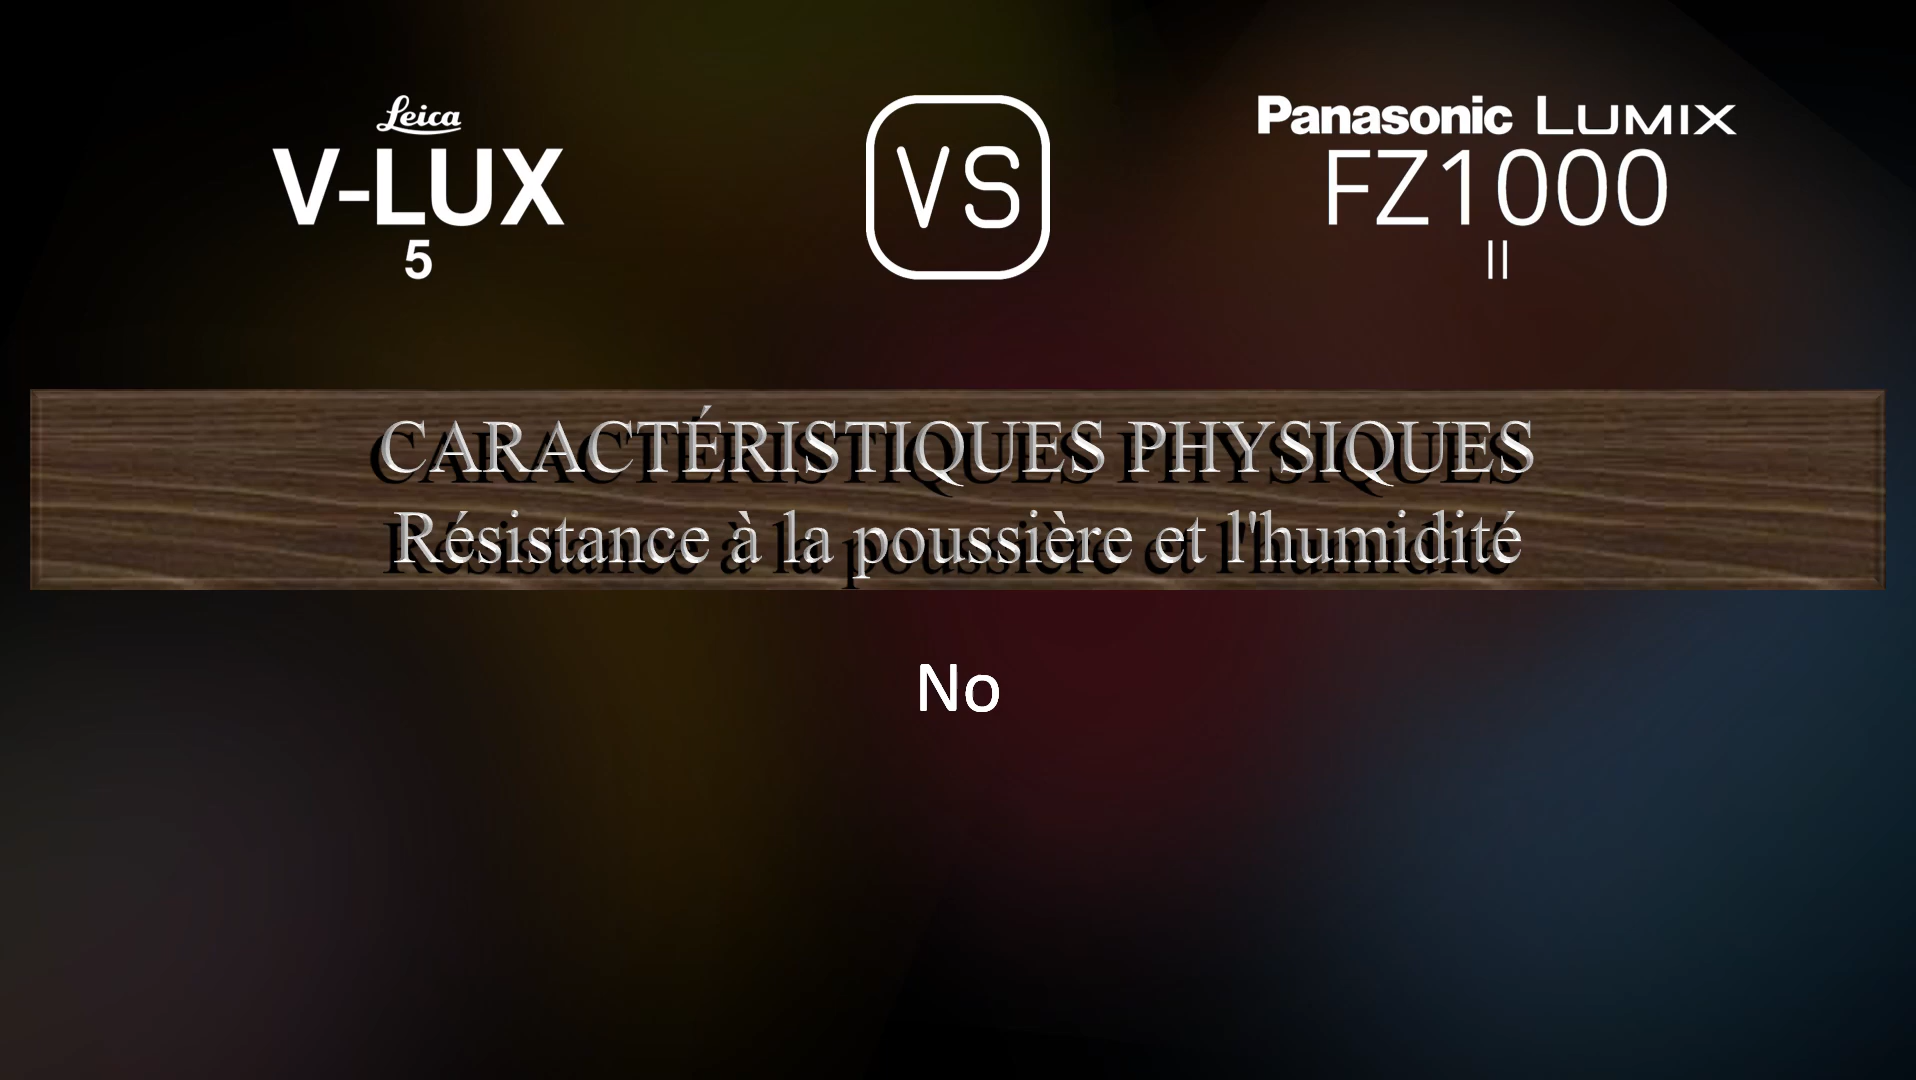 Leica
V-LUX
5
VS
Panasonic LUMIX
FZ1000
II
CARACTÉRISTIQUES PHYSIQUES
Résistance à la poussière et l'humidité
No